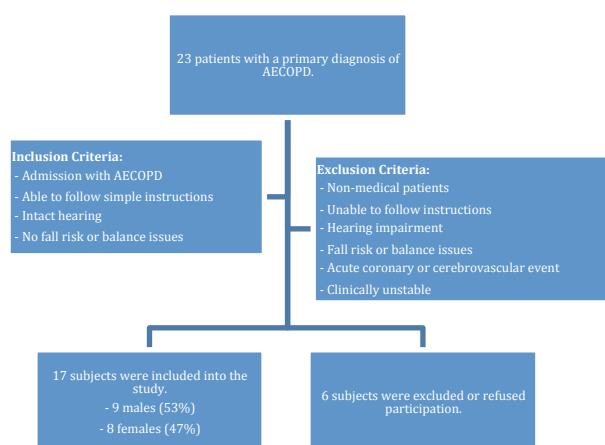 23 patients with a primary diagnosis of
AECOPD.
Inclusion Criteria:
- Admission with AECOPD
- Able to follow simple instructions
- Intact hearing
- No fall risk or balance issues
Exclusion Criteria:
- Non-medical patients
- Unable to follow instructions
- Hearing impairment
- Fall risk or balance issues
- Acute coronary or cerebrovascular event
- Clinically unstable
17 subjects were included into the
study.
- 9 males (53%)
- 8 females (47%)
6 subjects were excluded or refused
participation.